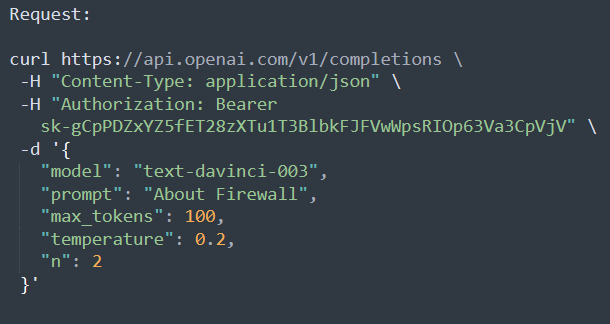 Request:
curl https://api.openai.com/v1/completions \
-H "Content-Type: application/json" \
-H "Authorization: Bearer
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" \
-d '{
"model": "text-davinci-003",
"prompt": "About Firewall",
"max_tokens": 100,
"temperature": 0.2,
"n": 2
}'